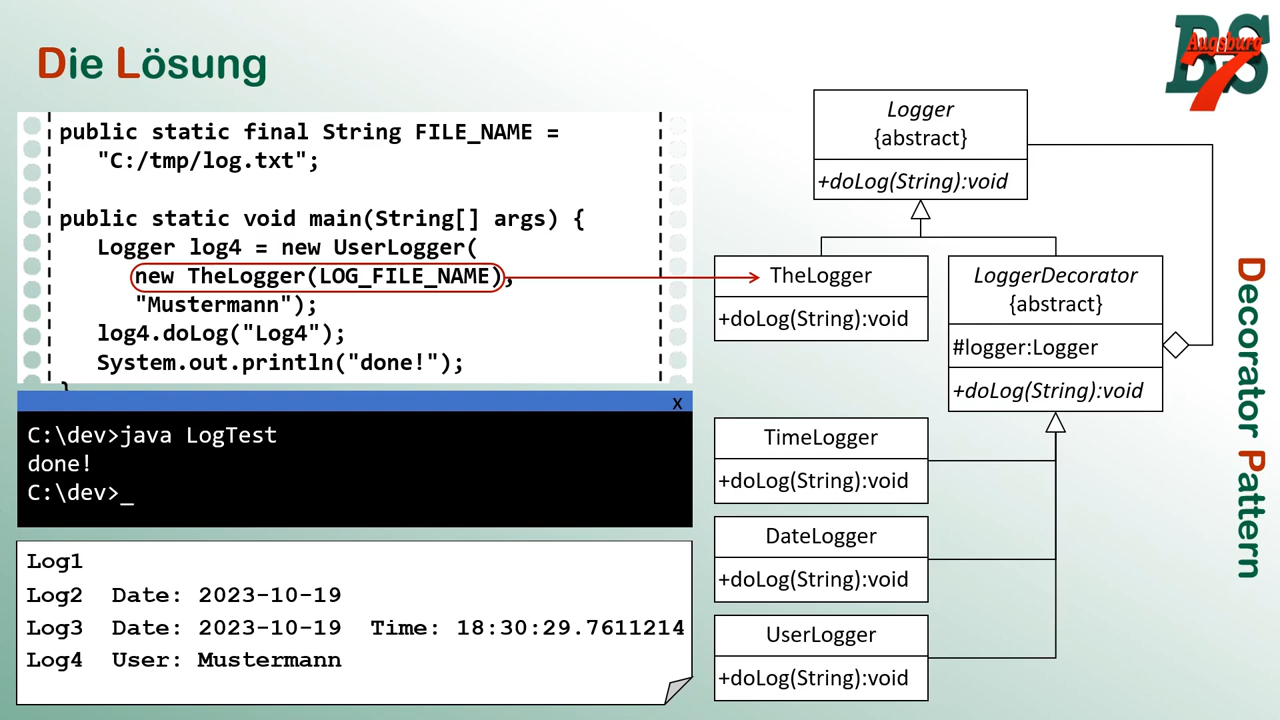 Die Lösung
BS
Augsburg
7
public static final String FILE_NAME =
"C:/tmp/log.txt";
public static void main(String[] args) {
Logger log4 = new UserLogger(
new TheLogger(LOG_FILE_NAME),
"Mustermann");
log4.doLog("Log4");
System.out.println("done!");
}
X
C:\dev>java LogTest
done!
C:\dev>_
Log1
Log2 Date: 2023-10-19
Log3 Date: 2023-10-19 Time: 18:30:29.7611214
Log4 User: Mustermann
Logger
{abstract}
+doLog(String):void
TheLogger
+doLog(String):void
LoggerDecorator
{abstract}
#logger:Logger
+doLog(String):void
TimeLogger
+doLog(String):void
DateLogger
+doLog(String):void
UserLogger
+doLog(String):void
Decorator Pattern